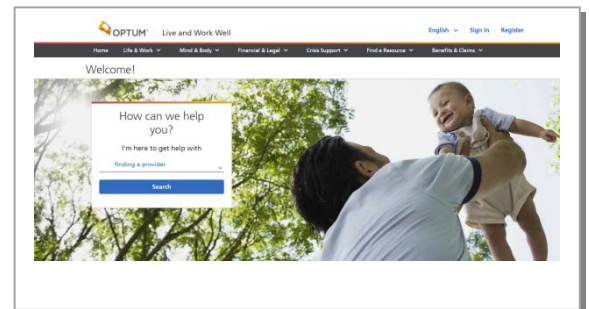 OPTUM® Live and Work Well
English Sign In Register
Home Life & Work Mind & Body Financial & Legal Crisis Support Find a Resource Benefits & Claims
Welcome!
How can we help
you?
I'm here to get help with
finding a provider
Search